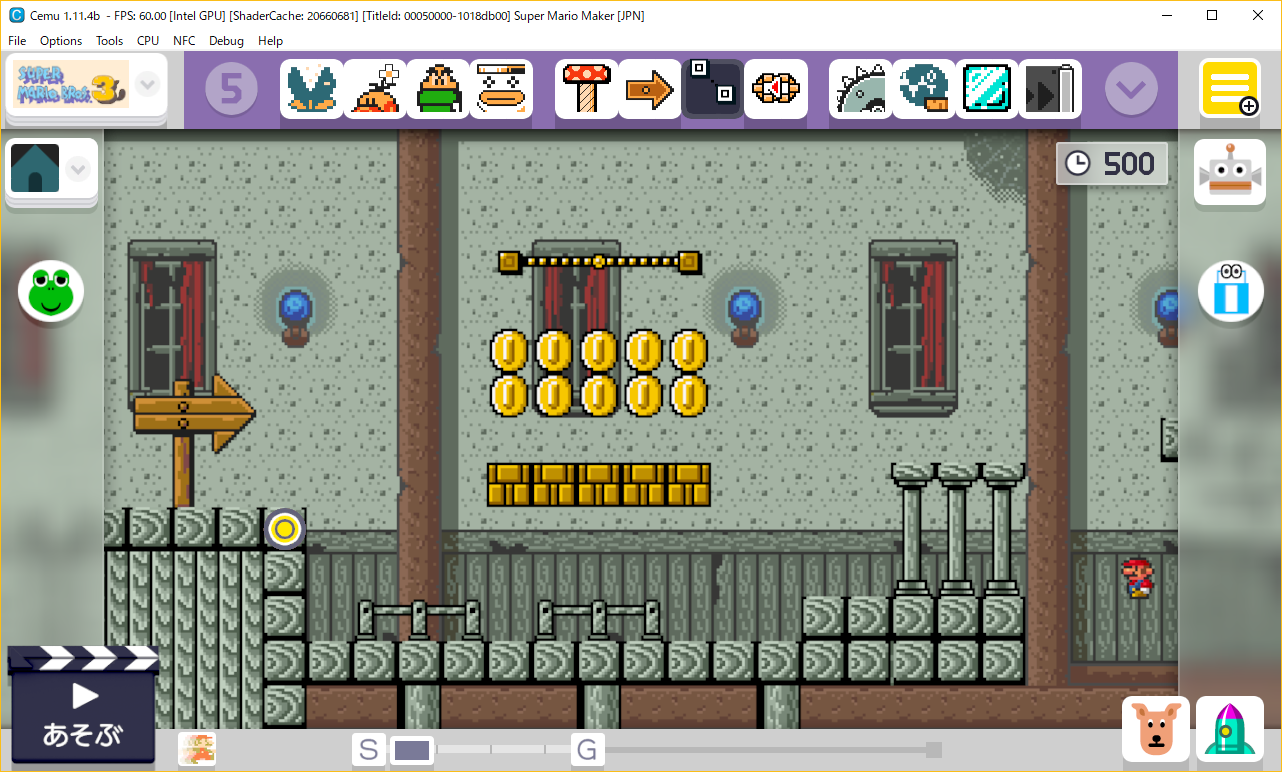 Cemu 1.11.4b - FPS: 60.00 [Intel GPU] [ShaderCache: 20660681] [TitleId: 00050000-1018db00] Super Mario Maker [JPN]
File Options Tools CPU NFC Debug Help
SUPER
MARIO BROS. 3
5
500
あそぶ
S
G